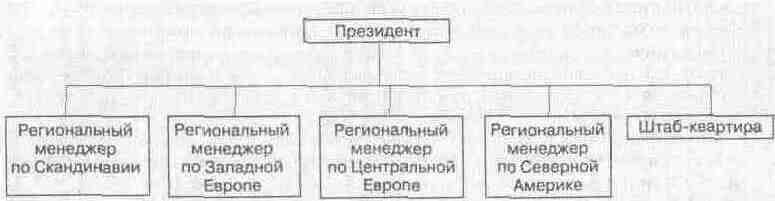 Президент
Региональный
менеджер
по Скандинавии
Региональный
менеджер
по Западной
Европе
Региональный
менеджер
по Центральной
Европе
Региональный
менеджер
по Северной
Америке
Штаб-квартира